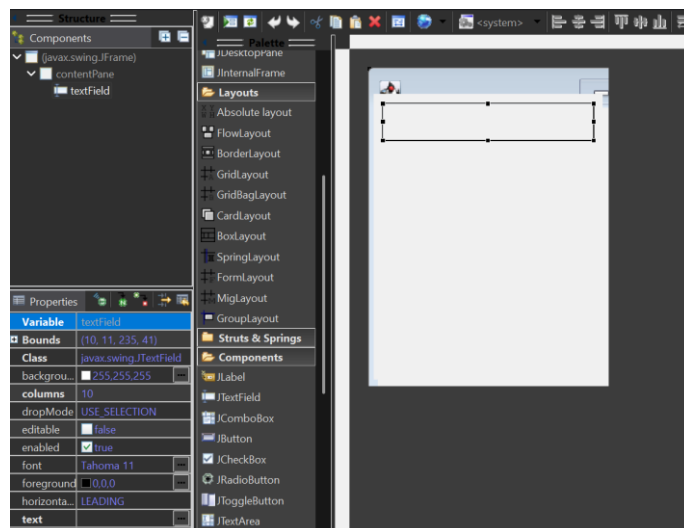 Structure
Components
(javax.swing.JFrame)
contentPane
textField
Properties
Variable textField
Bounds (10, 11, 235, 41)
Class javax.swing.JTextField
backgrou... 255,255,255
columns 10
dropMode USE_SELECTION
editable false
enabled true
font Tahoma 11
foreground 0,0,0
horizonta... LEADING
text
Palette
JDesktopPane
JInternalFrame
Layouts
Absolute layout
FlowLayout
BorderLayout
GridLayout
GridBagLayout
CardLayout
BoxLayout
SpringLayout
FormLayout
MigLayout
GroupLayout
Struts & Springs
Components
JLabel
JTextField
JComboBox
JButton
JCheckBox
JRadioButton
JToggleButton
JTextArea
<system>